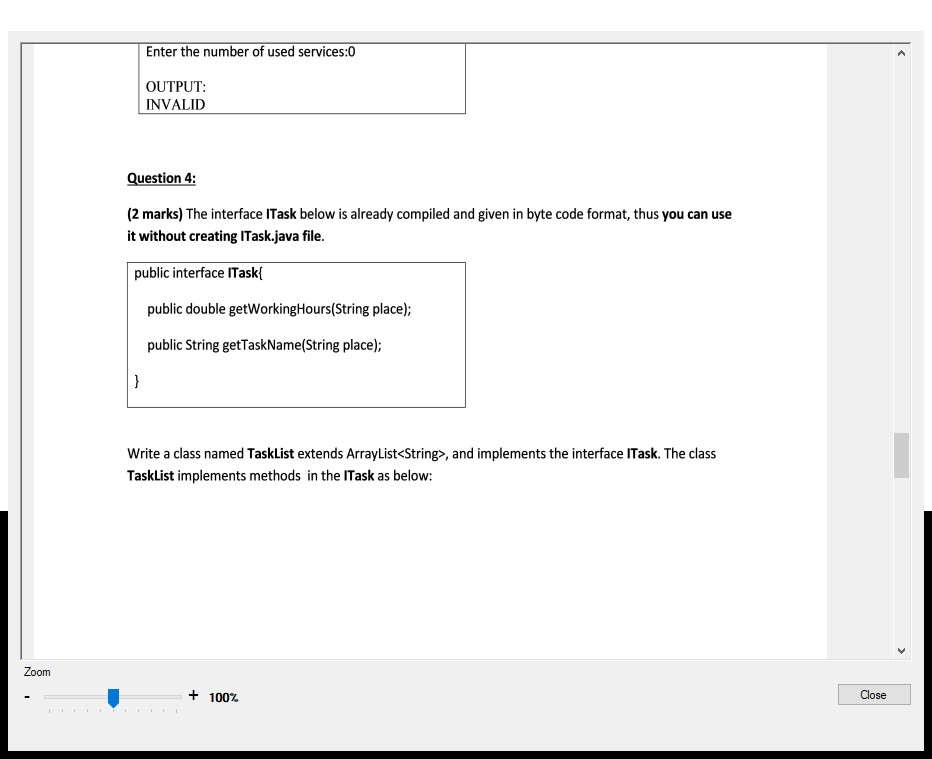 Enter the number of used services:0
OUTPUT:
INVALID
Question 4:
(2 marks) The interface ITask below is already compiled and given in byte code format, thus you can use
it without creating ITask.java file.
public interface ITask{
public double getWorkingHours(String place);
public String getTaskName(String place);
}
Write a class named TaskList extends ArrayList<String>, and implements the interface ITask. The class
TaskList implements methods  in the ITask as below:
Zoom
- + 100%
Close